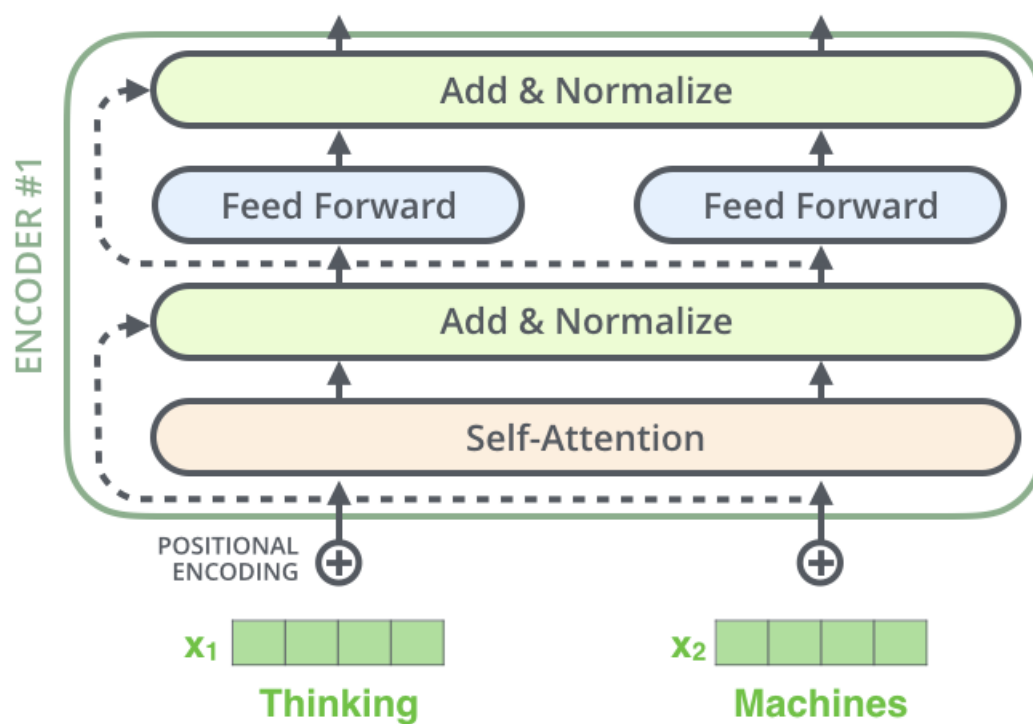 ENCODER #1
Add & Normalize
Feed Forward
Feed Forward
Add & Normalize
Self-Attention
POSITIONAL
ENCODING
x₁
x₂
Thinking
Machines